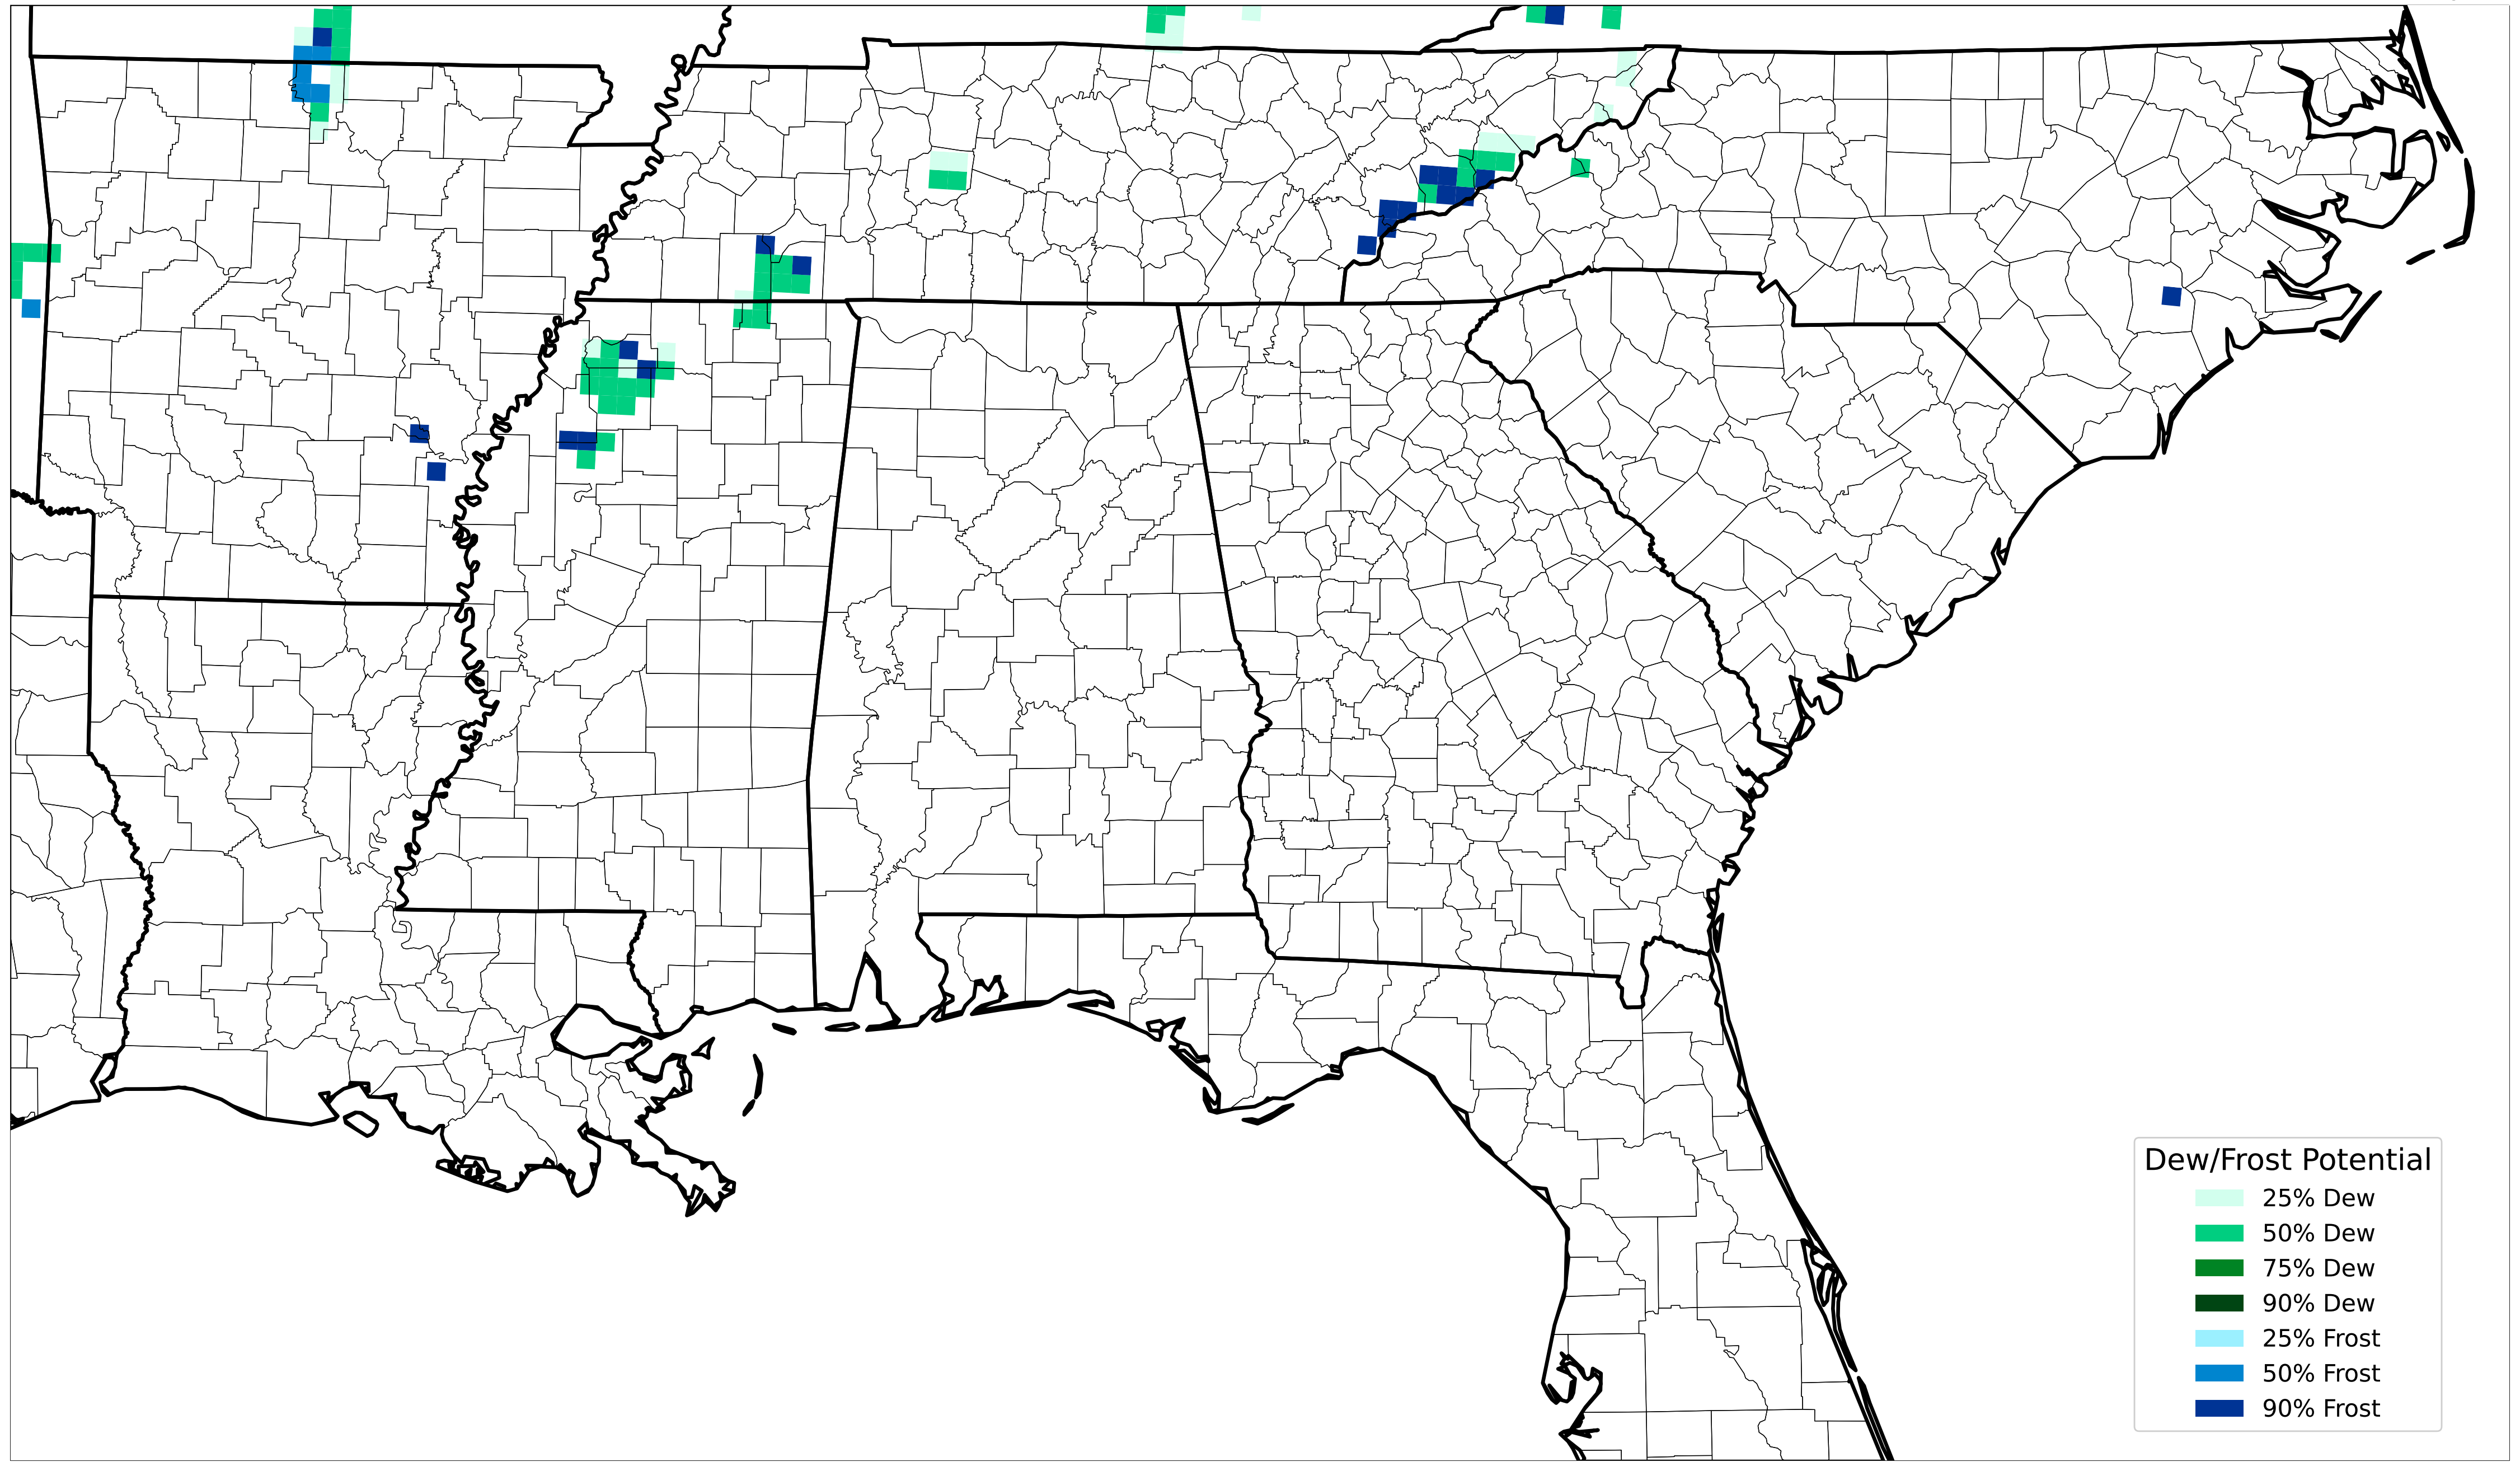 Dew/Frost Potential
25% Dew
50% Dew
75% Dew
90% Dew
25% Frost
50% Frost
90% Frost